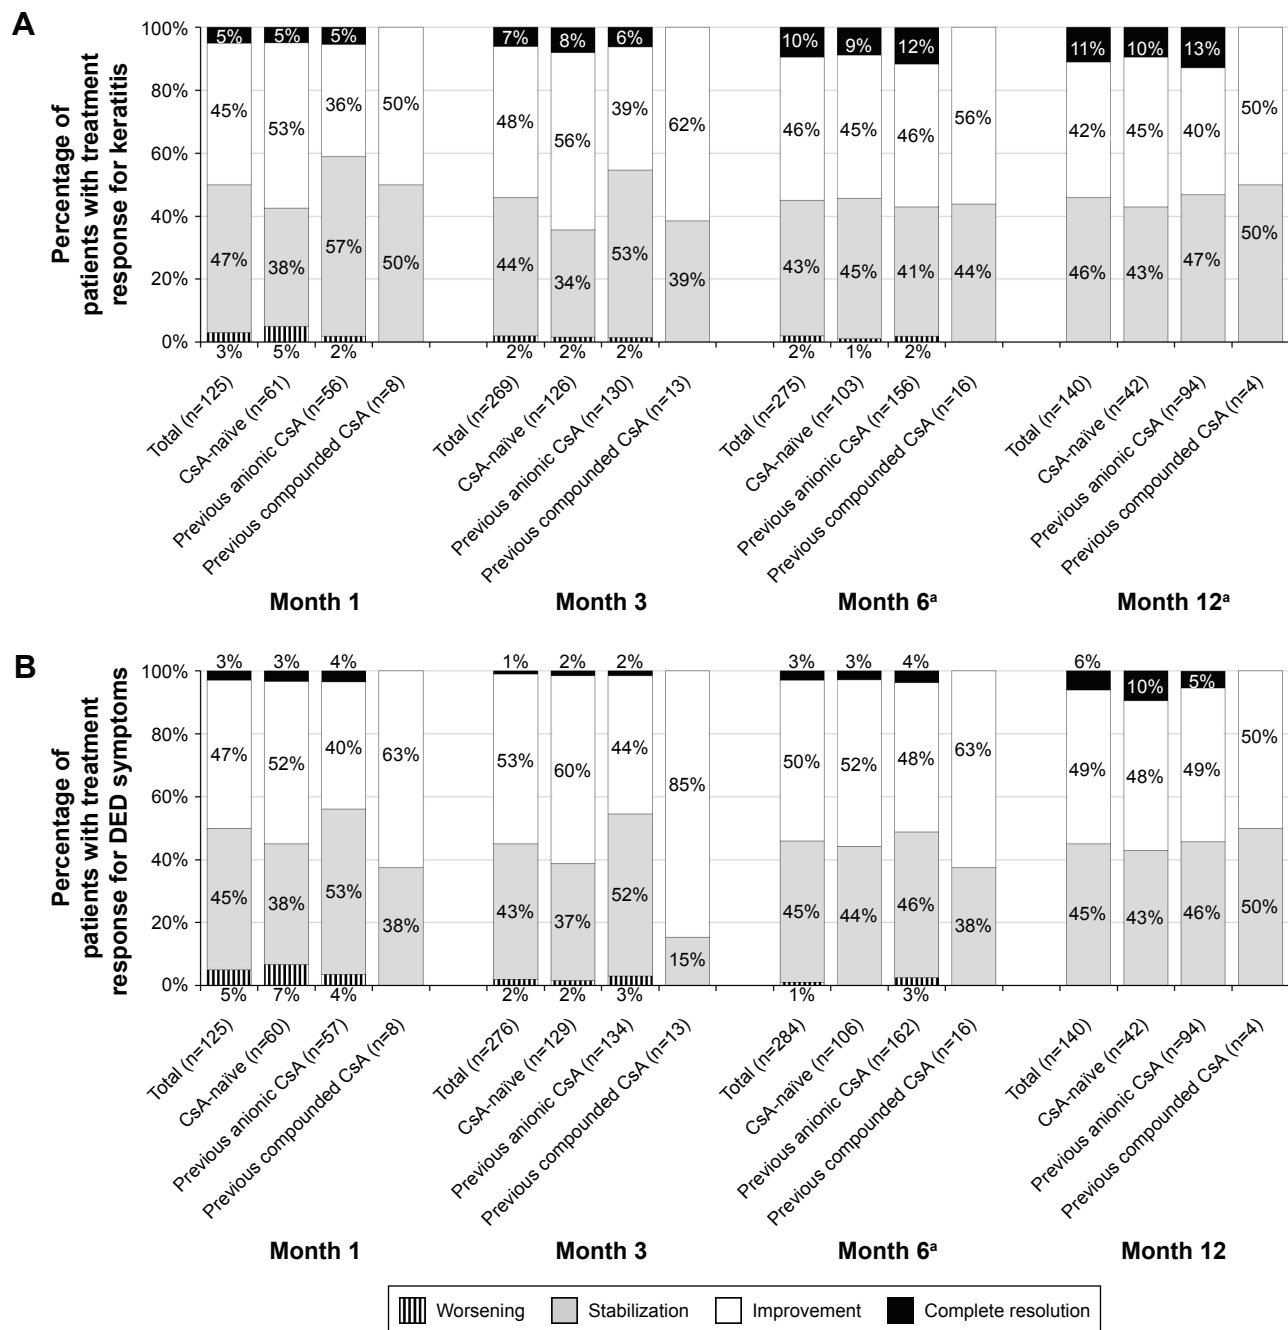 A
Percentage of
patients with treatment
response for keratitis
100%
80%
60%
40%
20%
0%
5% 5% 5%
45% 53% 36% 50%
47% 38% 57% 50%
3% 5% 2%
7% 8% 6%
48% 56% 39% 62%
44% 34% 53% 39%
2% 2% 2%
10% 9% 12%
46% 45% 46% 56%
43% 45% 41% 44%
2% 1% 2%
11% 10% 13%
42% 45% 40% 50%
46% 43% 47% 50%
Total (n=125)
CsA-naïve (n=61)
Previous anionic CsA (n=56)
Previous compounded CsA (n=8)
Total (n=269)
CsA-naïve (n=126)
Previous anionic CsA (n=130)
Previous compounded CsA (n=13)
Total (n=275)
CsA-naïve (n=103)
Previous anionic CsA (n=156)
Previous compounded CsA (n=16)
Total (n=140)
CsA-naïve (n=42)
Previous anionic CsA (n=94)
Previous compounded CsA (n=4)
Month 1 Month 3 Month 6ᵃ Month 12ᵃ
B
Percentage of
patients with treatment
response for DED symptoms
100%
80%
60%
40%
20%
0%
3% 3% 4%
47% 52% 40% 63%
45% 38% 53% 38%
5% 7% 4%
1% 2% 2%
53% 60% 44% 85%
43% 37% 52% 15%
2% 2% 3%
3% 3% 4%
50% 52% 48% 63%
45% 44% 46% 38%
1% 3%
6% 10% 5%
49% 48% 49% 50%
45% 43% 46% 50%
Total (n=125)
CsA-naïve (n=60)
Previous anionic CsA (n=57)
Previous compounded CsA (n=8)
Total (n=276)
CsA-naïve (n=129)
Previous anionic CsA (n=134)
Previous compounded CsA (n=13)
Total (n=284)
CsA-naïve (n=106)
Previous anionic CsA (n=162)
Previous compounded CsA (n=16)
Total (n=140)
CsA-naïve (n=42)
Previous anionic CsA (n=94)
Previous compounded CsA (n=4)
Month 1 Month 3 Month 6ᵃ Month 12
Worsening Stabilization Improvement Complete resolution